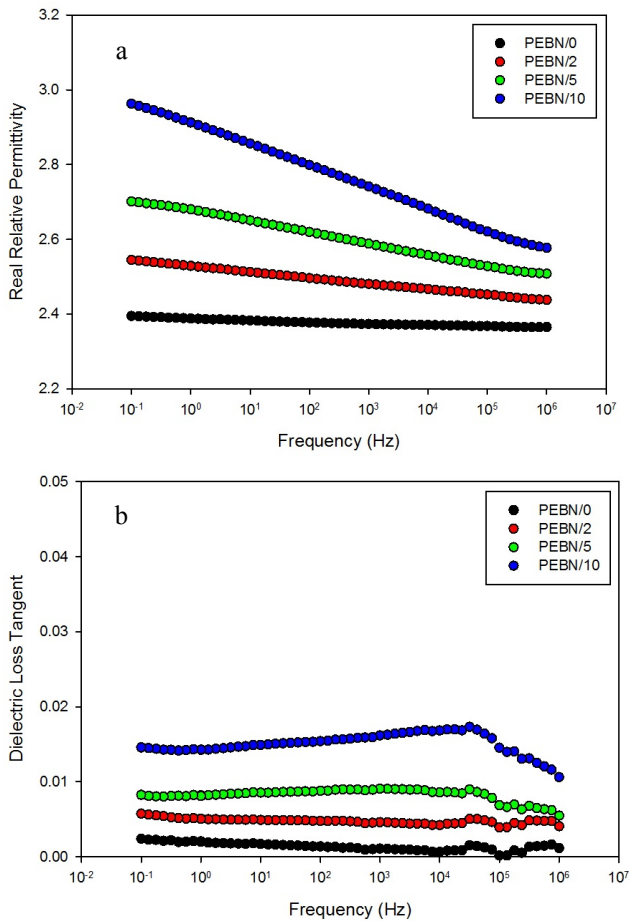 3.2
a
PEBN/0
PEBN/2
PEBN/5
PEBN/10
3.0
2.8
2.6
2.4
2.2
Real Relative Permittivity
10⁻² 10⁻¹ 10⁰ 10¹ 10² 10³ 10⁴ 10⁵ 10⁶ 10⁷
Frequency (Hz)
0.05
b
PEBN/0
PEBN/2
PEBN/5
PEBN/10
0.04
0.03
0.02
0.01
0.00
Dielectric Loss Tangent
10⁻² 10⁻¹ 10⁰ 10¹ 10² 10³ 10⁴ 10⁵ 10⁶ 10⁷
Frequency (Hz)